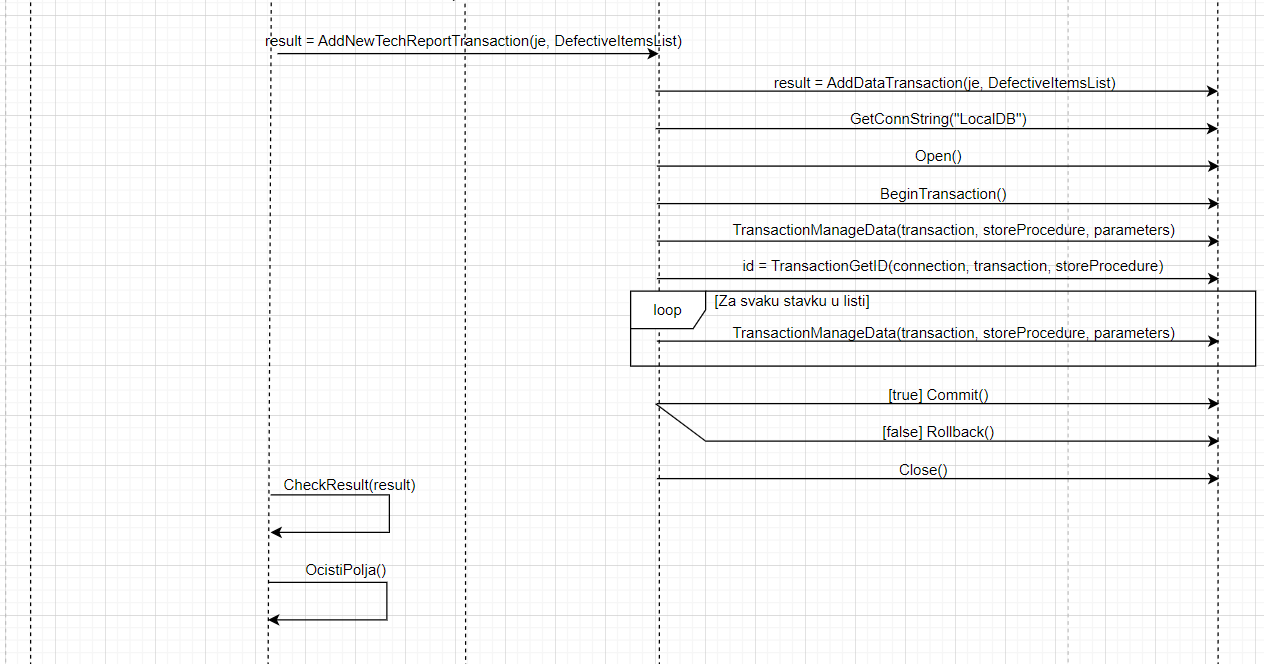 result = AddNewTechReportTransaction(je, DefectiveItemsList)
result = AddDataTransaction(je, DefectiveItemsList)
GetConnString("LocalDB")
Open()
BeginTransaction()
TransactionManageData(transaction, storeProcedure, parameters)
id = TransactionGetID(connection, transaction, storeProcedure)
loop
[Za svaku stavku u listi]
TransactionManageData(transaction, storeProcedure, parameters)
[true] Commit()
[false] Rollback()
Close()
CheckResult(result)
OcistiPolja()